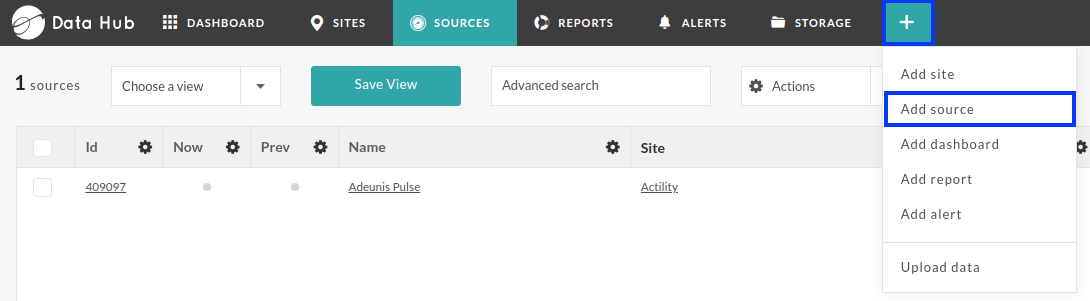 Data Hub DASHBOARD SITES SOURCES REPORTS ALERTS STORAGE +
1 sources Choose a view Save View Advanced search Actions
Add site
Add source
Add dashboard
Add report
Add alert
Upload data
Id Now Prev Name Site
409097 Adeunis Pulse Actility